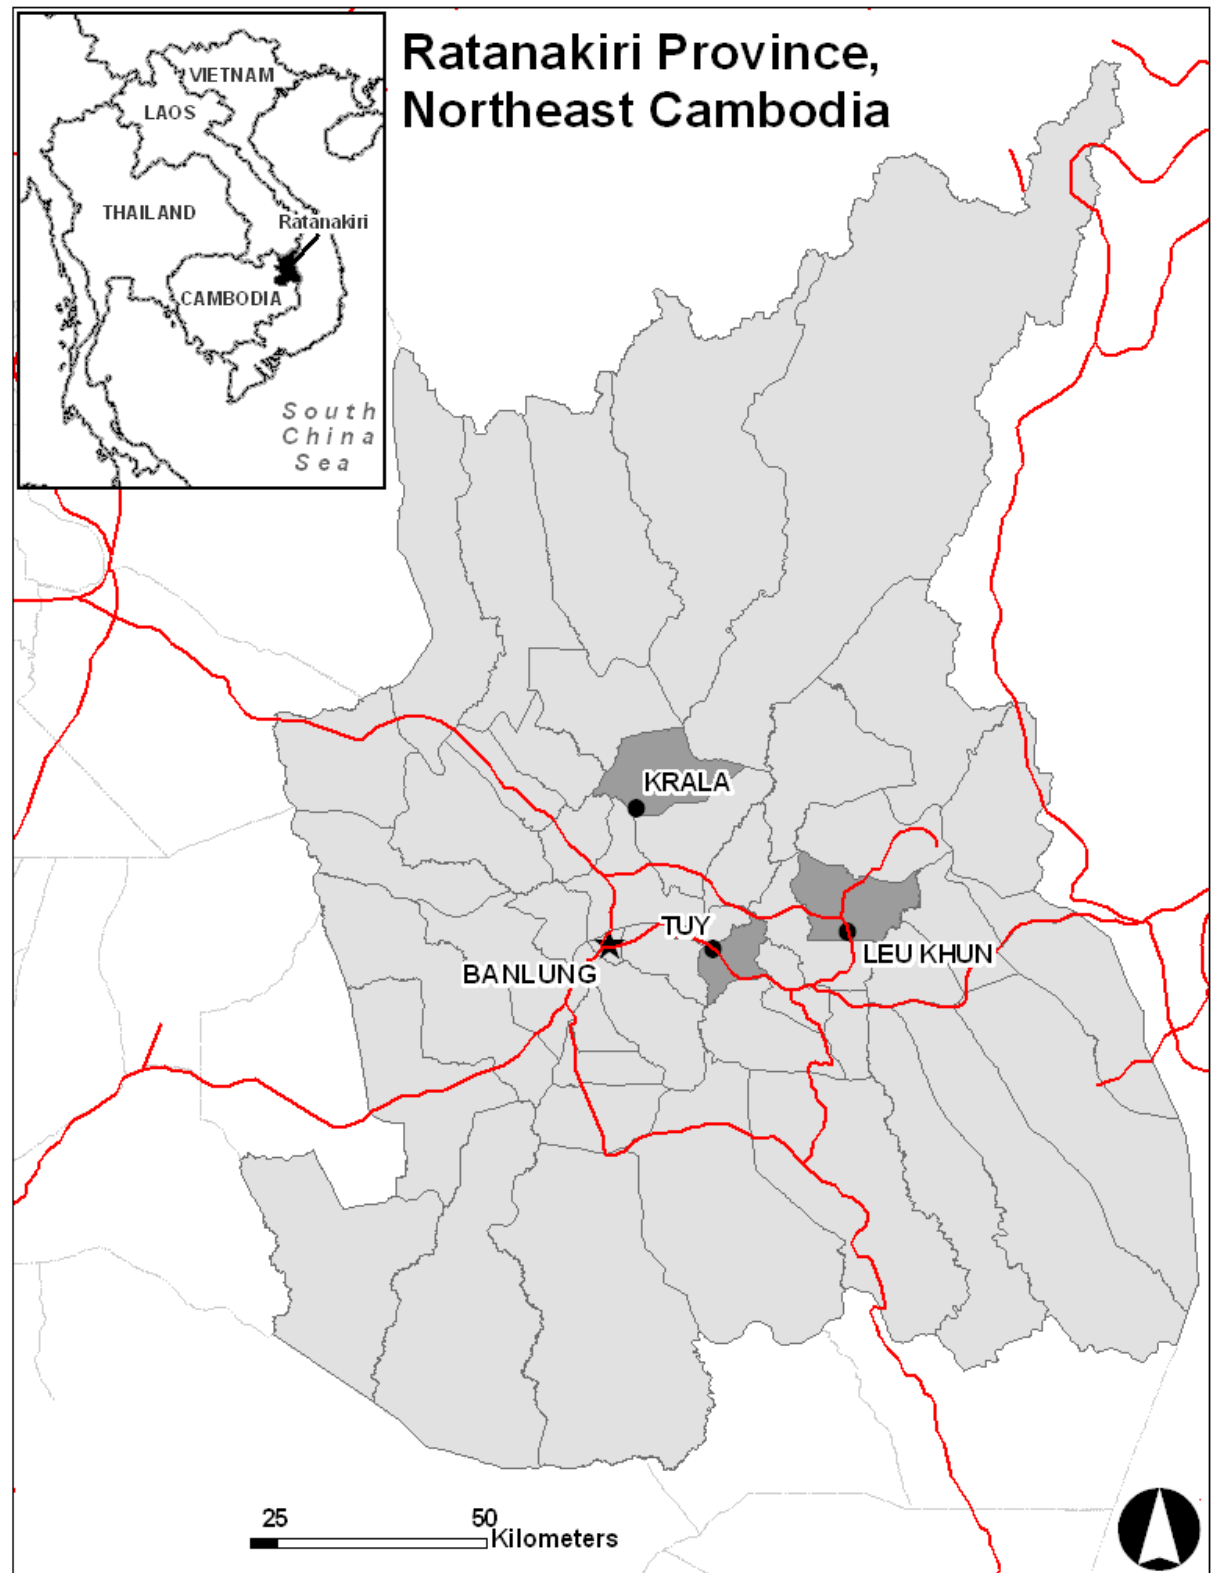 Ratanakiri Province,
Northeast Cambodia
VIETNAM
LAOS
THAILAND
Ratanakiri
CAMBODIA
South
China
Sea
KRALA
TUY
LEU KHUN
BANLUNG
25 50
Kilometers